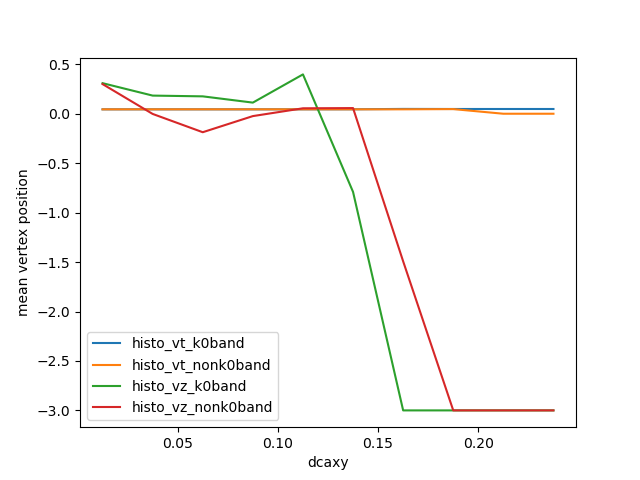 0.5
0.0
−0.5
−1.0
−1.5
−2.0
−2.5
−3.0
mean vertex position
histo_vt_k0band
histo_vt_nonk0band
histo_vz_k0band
histo_vz_nonk0band
0.05 0.10 0.15 0.20
dcaxy